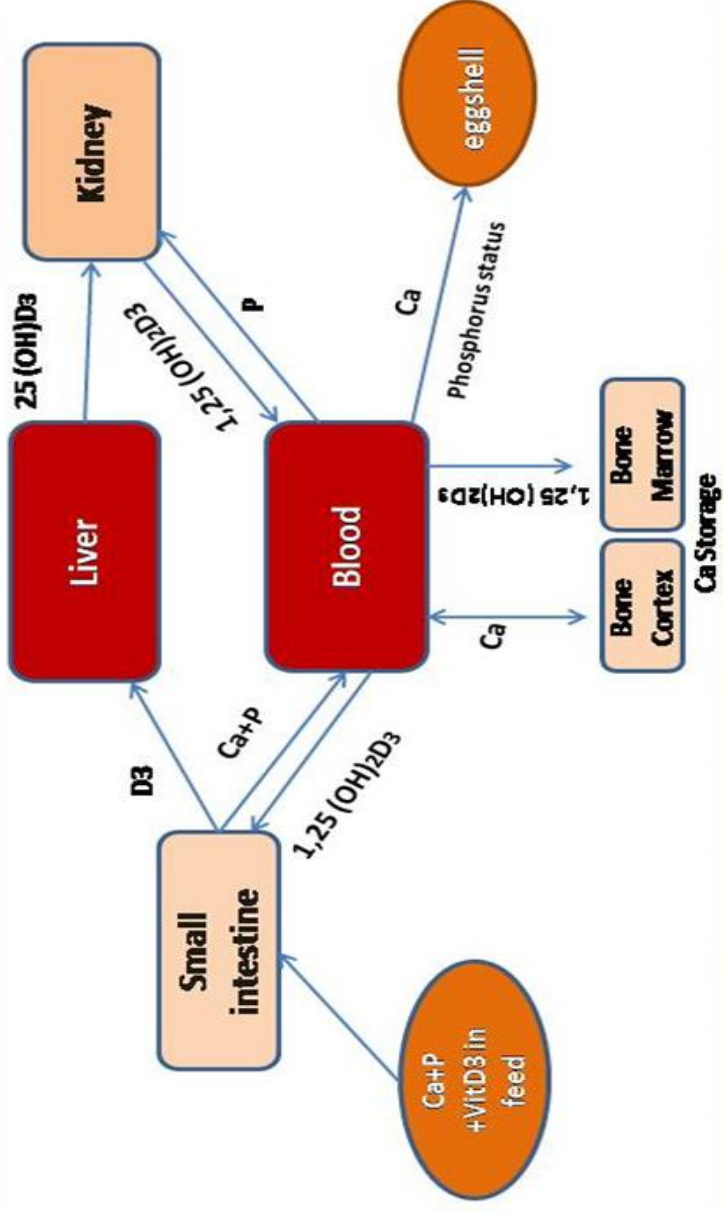 Liver
25 (OH)D3
Kidney
D3
Small
intestine
Ca+P
1,25 (OH)2D3
Blood
1,25 (OH)2D3
P
Ca+P
+VitD3 in
feed
Ca
1,25 (OH)2D3
Ca
Phosphorus status
eggshell
Bone
Cortex
Bone
Marrow
Ca Storage